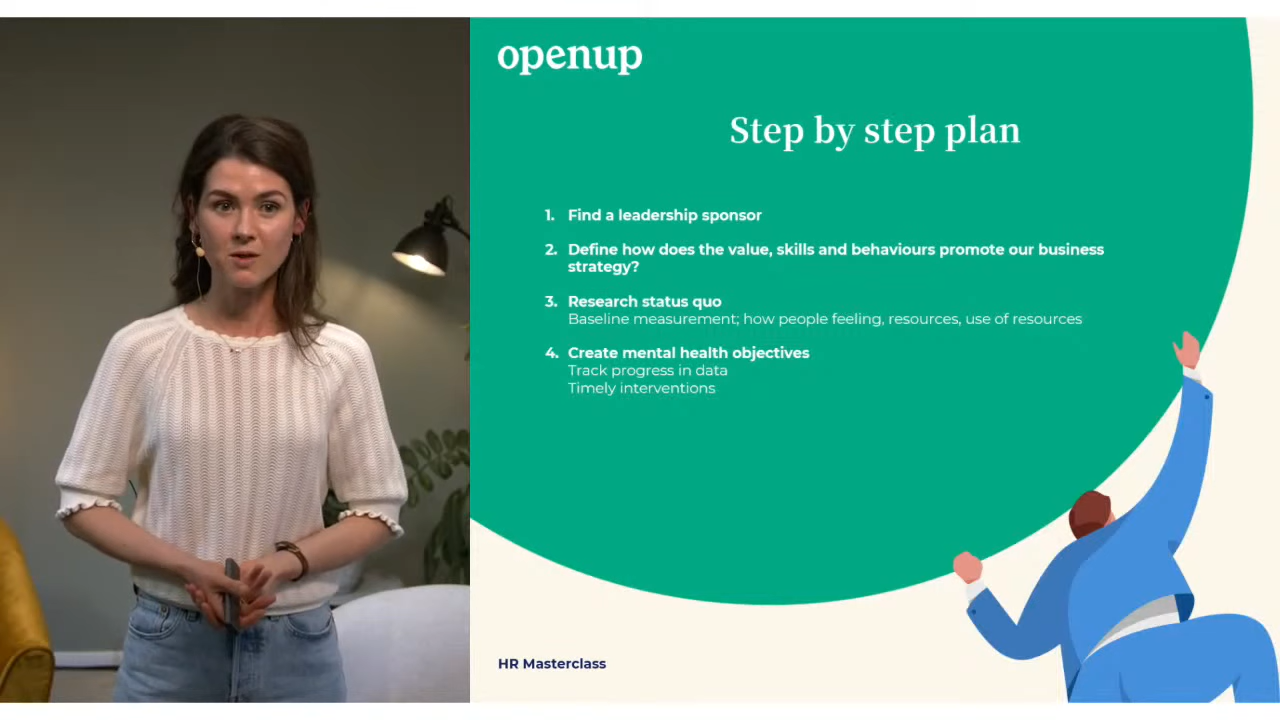 openup
Step by step plan
1. Find a leadership sponsor
2. Define how does the value, skills and behaviours promote our business
strategy?
3. Research status quo
Baseline measurement; how people feeling, resources, use of resources
4. Create mental health objectives
Track progress in data
Timely interventions
HR Masterclass